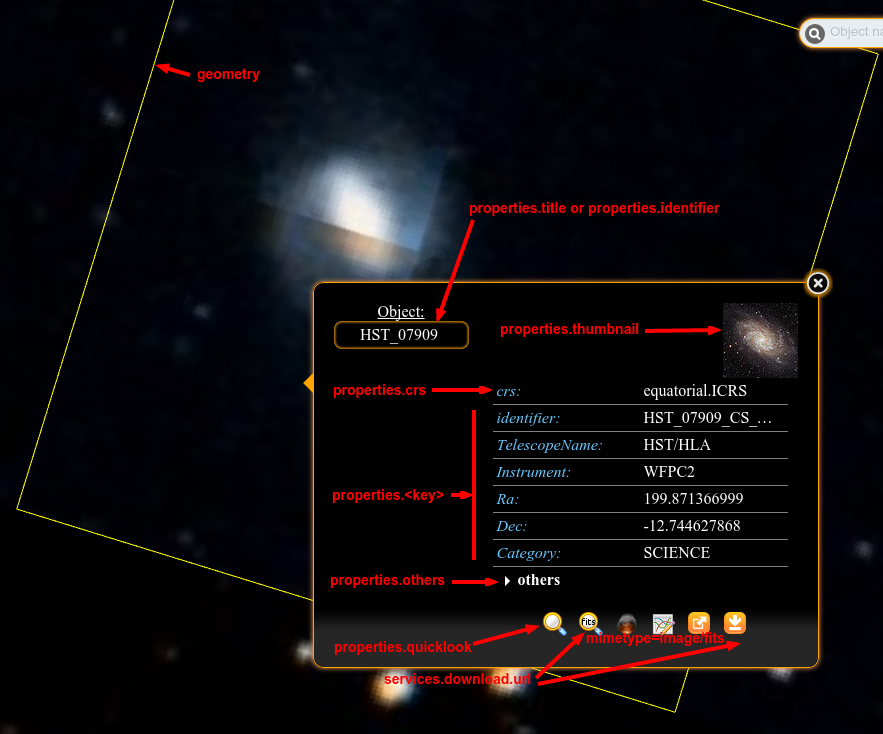 Object na
geometry
properties.title or properties.identifier
Object:
HST_07909
properties.thumbnail
properties.crs
crs: equatorial.ICRS
identifier: HST_07909_CS_...
TelescopeName: HST/HLA
Instrument: WFPC2
properties.<key>
Ra: 199.871366999
Dec: -12.744627868
Category: SCIENCE
properties.others
others
fits
mimetype=image/fits
properties.quicklook
services.download.url